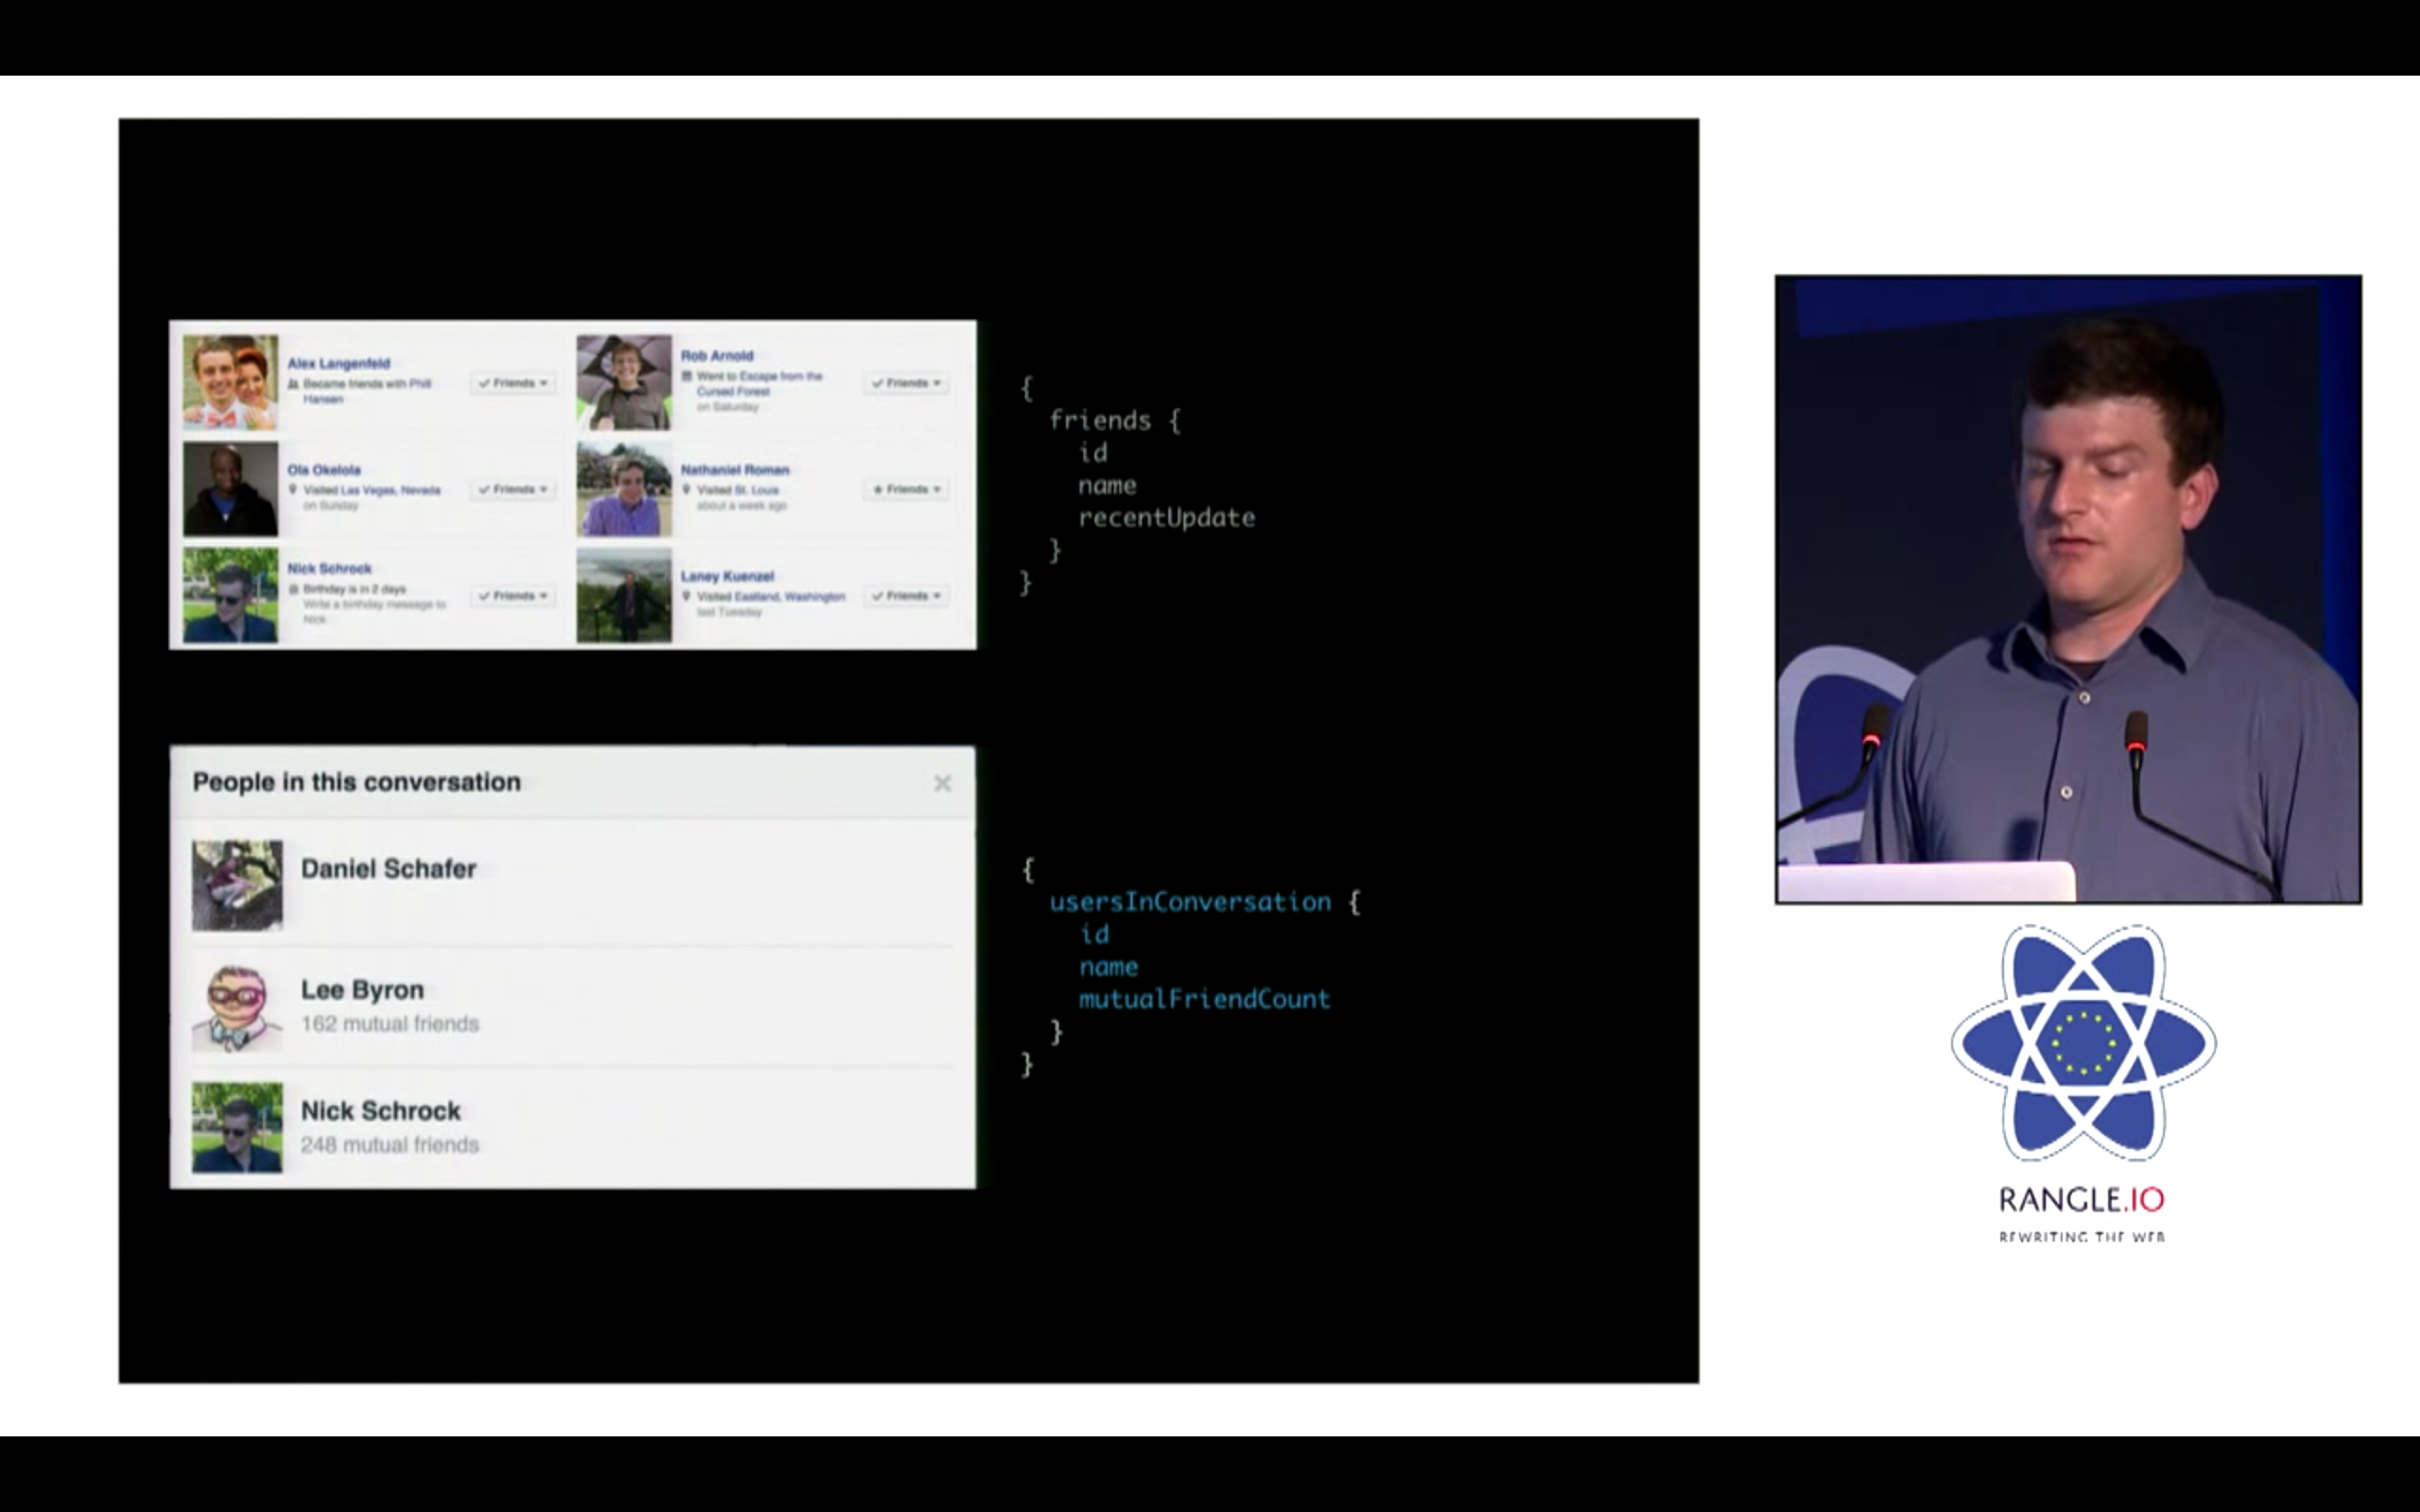 Alex Langenfeld
Became friends with Phill
Hansen
✓ Friends
Rob Arnold
Went to Escape from the
Cursed Forest
on Saturday
✓ Friends
Ola Okelola
Visited Las Vegas, Nevada
on Sunday
✓ Friends
Nathaniel Roman
Visited St. Louis
about a week ago
★ Friends
Nick Schrock
Birthday is in 2 days
Write a birthday message to
Nick
✓ Friends
Laney Kuenzel
Visited Eastland, Washington
last Tuesday
✓ Friends
{
friends {
id
name
recentUpdate
}
}
People in this conversation
×
Daniel Schafer
Lee Byron
162 mutual friends
Nick Schrock
248 mutual friends
{
usersInConversation {
id
name
mutualFriendCount
}
}
RANGLE.IO
REWRITING THE WEB